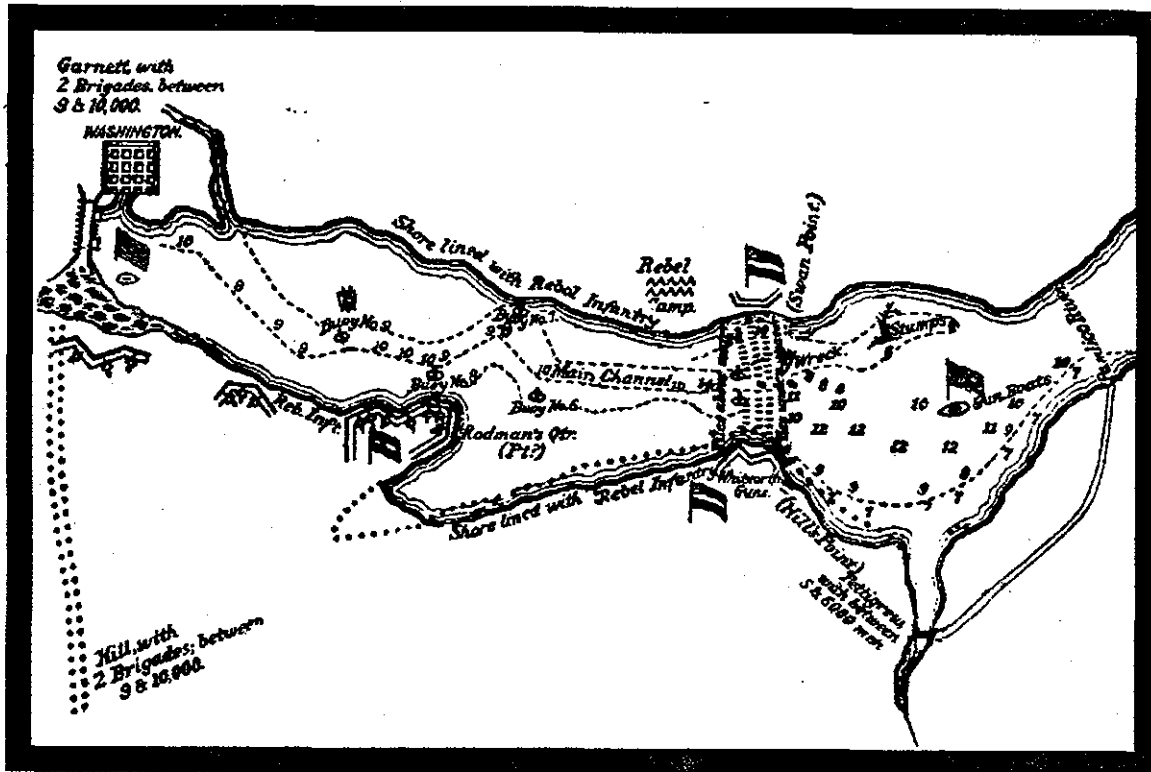 Garnett, with
2 Brigades, between
9 & 10,000.
WASHINGTON.
Shore lined with Rebel Infantry
Rebel
Camp.
(Swan Point.)
Stumps
Wreck
Buoy No. 9.
Buoy No. 7.
Main Channel
Buoy No. 8.
Buoy No. 6.
Gun Boats
Reb. Inft.
Rodman's Qtr.
(Pt?)
Shore lined with Rebel Infantry
Whitworth
Guns.
(Hill's Point)
Pettigrew,
with between
5 & 6000 men
Hill, with
2 Brigades; between
9 & 10,000.